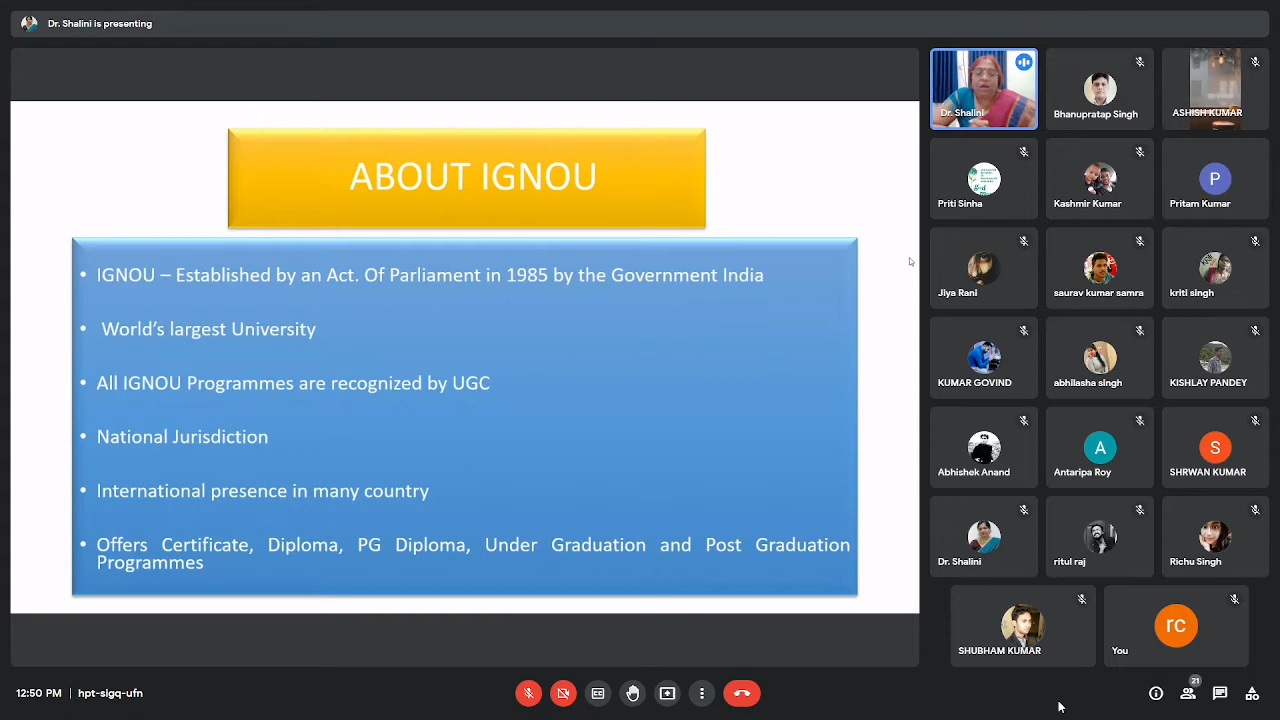 Dr. Shalini is presenting
ABOUT IGNOU
• IGNOU – Established by an Act. Of Parliament in 1985 by the Government India
• World's largest University
• All IGNOU Programmes are recognized by UGC
• National Jurisdiction
• International presence in many country
• Offers Certificate, Diploma, PG Diploma, Under Graduation and Post Graduation
Programmes
Dr. Shalini
Bhanupratap Singh
ASHISH KUMAR
Priti Sinha
Kashmir Kumar
P
Pritam Kumar
Jiya Rani
saurav kumar samra
kriti singh
KUMAR GOVIND
abhilasha singh
KISHLAY PANDEY
Abhishek Anand
A
Antaripa Roy
S
SHRWAN KUMAR
Dr. Shalini
ritul raj
Richu Singh
SHUBHAM KUMAR
rc
You
12:50 PM | hpt-sigq-ufn
21